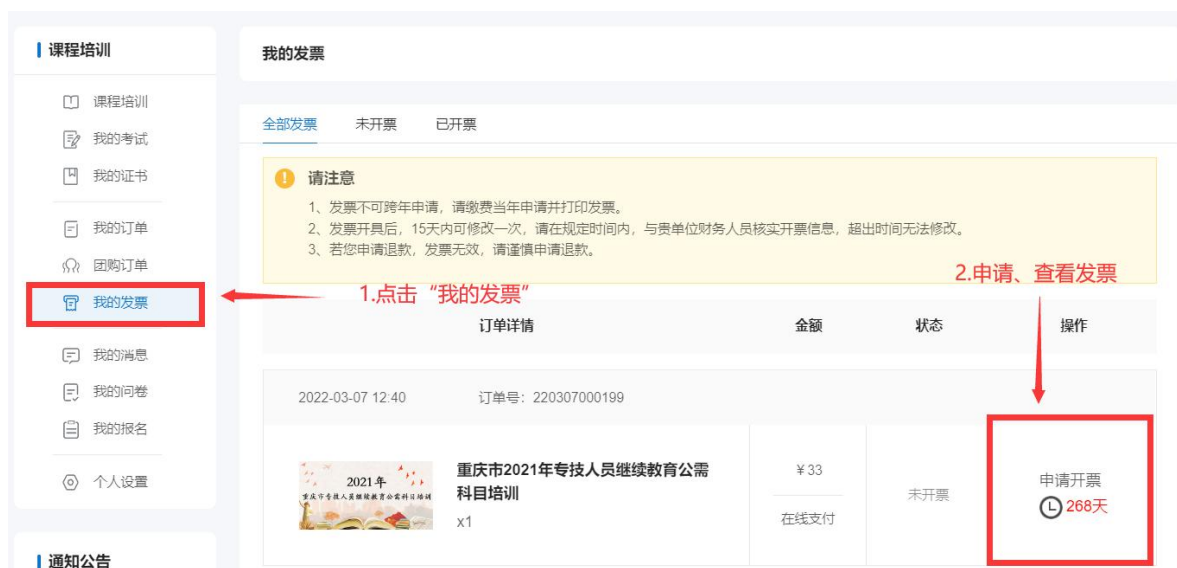 课程培训
课程培训
我的考试
我的证书
我的订单
团购订单
我的发票
我的消息
我的问卷
我的报名
个人设置
通知公告
我的发票
全部发票 未开票 已开票
请注意
1、发票不可跨年申请，请缴费当年申请并打印发票。
2、发票开具后，15天内可修改一次，请在规定时间内，与贵单位财务人员核实开票信息，超出时间无法修改。
3、若您申请退款，发票无效，请谨慎申请退款。
1.点击“我的发票”
2.申请、查看发票
订单详情 金额 状态 操作
2022-03-07 12:40 订单号：220307000199
2021年
重庆市专技人员继续教育公需科目培训
重庆市2021年专技人员继续教育公需
科目培训
x1
¥33
在线支付
未开票
申请开票
268天